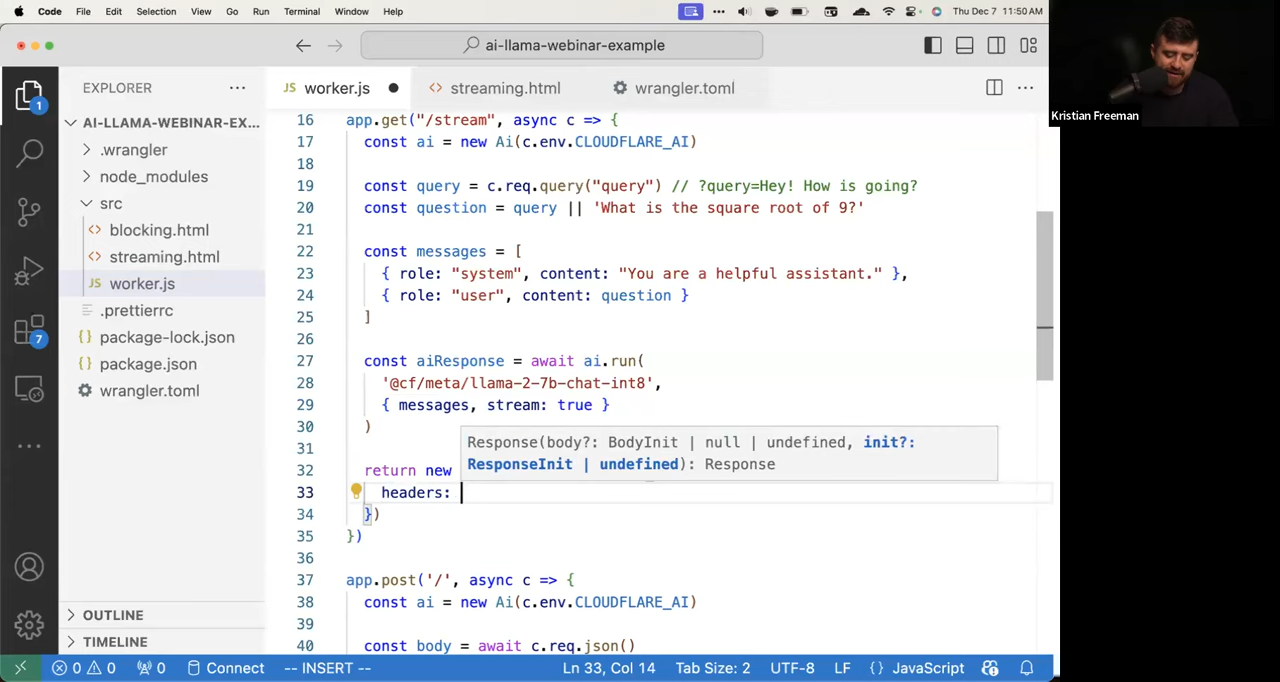 Code File Edit Selection View Go Run Terminal Window Help Thu Dec 7 11:50 AM
ai-llama-webinar-example
EXPLORER
JS worker.js
<> streaming.html
wrangler.toml
Kristian Freeman
AI-LLAMA-WEBINAR-EX...
.wrangler
node_modules
src
<> blocking.html
<> streaming.html
JS worker.js
.prettierrc
{} package-lock.json
{} package.json
wrangler.toml
OUTLINE
TIMELINE
1
7
16 app.get("/stream", async c => {
17 const ai = new Ai(c.env.CLOUDFLARE_AI)
18
19 const query = c.req.query("query") // ?query=Hey! How is going?
20 const question = query || 'What is the square root of 9?'
21
22 const messages = [
23 { role: "system", content: "You are a helpful assistant." },
24 { role: "user", content: question }
25 ]
26
27 const aiResponse = await ai.run(
28 '@cf/meta/llama-2-7b-chat-int8',
29 { messages, stream: true }
30 )
31
Response(body?: BodyInit | null | undefined, init?:
ResponseInit | undefined): Response
32 return new
33 headers:
34 })
35 })
36
37 app.post('/', async c => {
38 const ai = new Ai(c.env.CLOUDFLARE_AI)
39
40 const body = await c.req.json()
0 0 0 Connect -- INSERT -- Ln 33, Col 14 Tab Size: 2 UTF-8 LF {} JavaScript